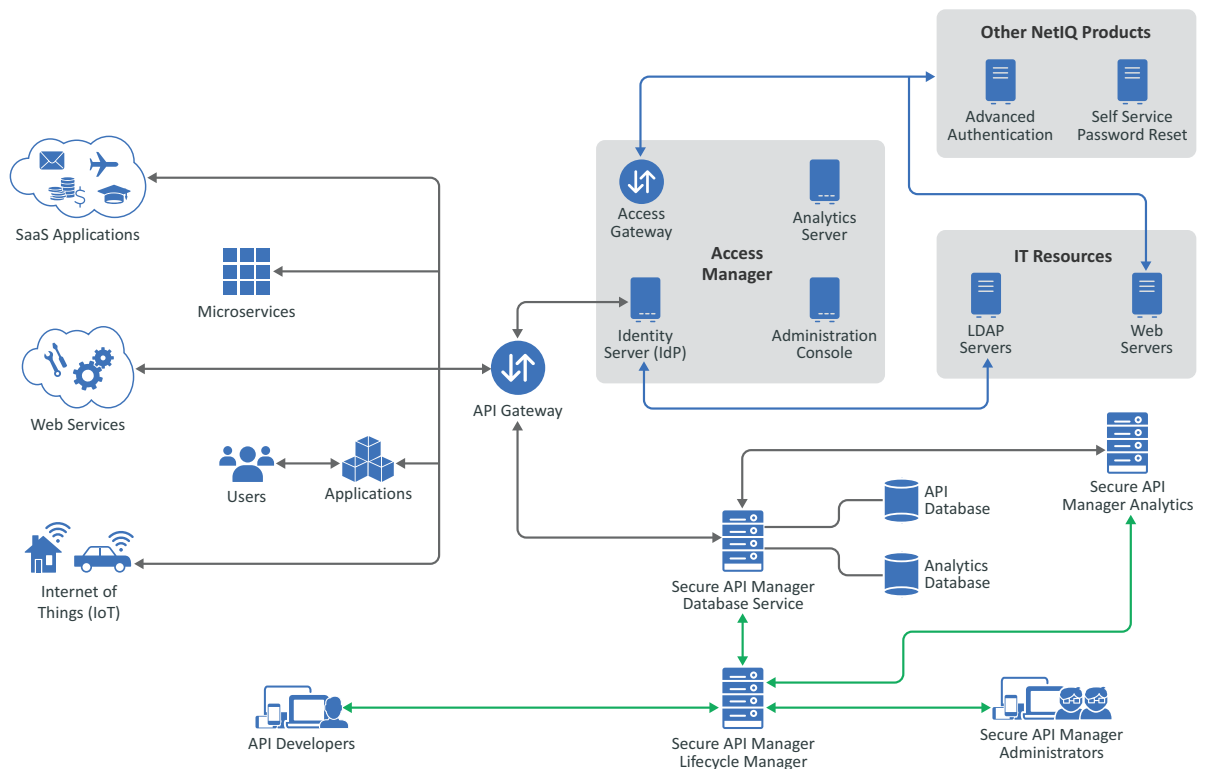 Other NetIQ Products
Advanced
Authentication
Self Service
Password Reset
SaaS Applications
$
Access
Gateway
Analytics
Server
Access
Manager
Identity
Server (IdP)
Administration
Console
IT Resources
LDAP
Servers
Web
Servers
Microservices
Web Services
API Gateway
Users
Applications
Internet of
Things (IoT)
API
Database
Analytics
Database
Secure API
Manager Analytics
Secure API Manager
Database Service
API Developers
Secure API Manager
Lifecycle Manager
Secure API Manager
Administrators